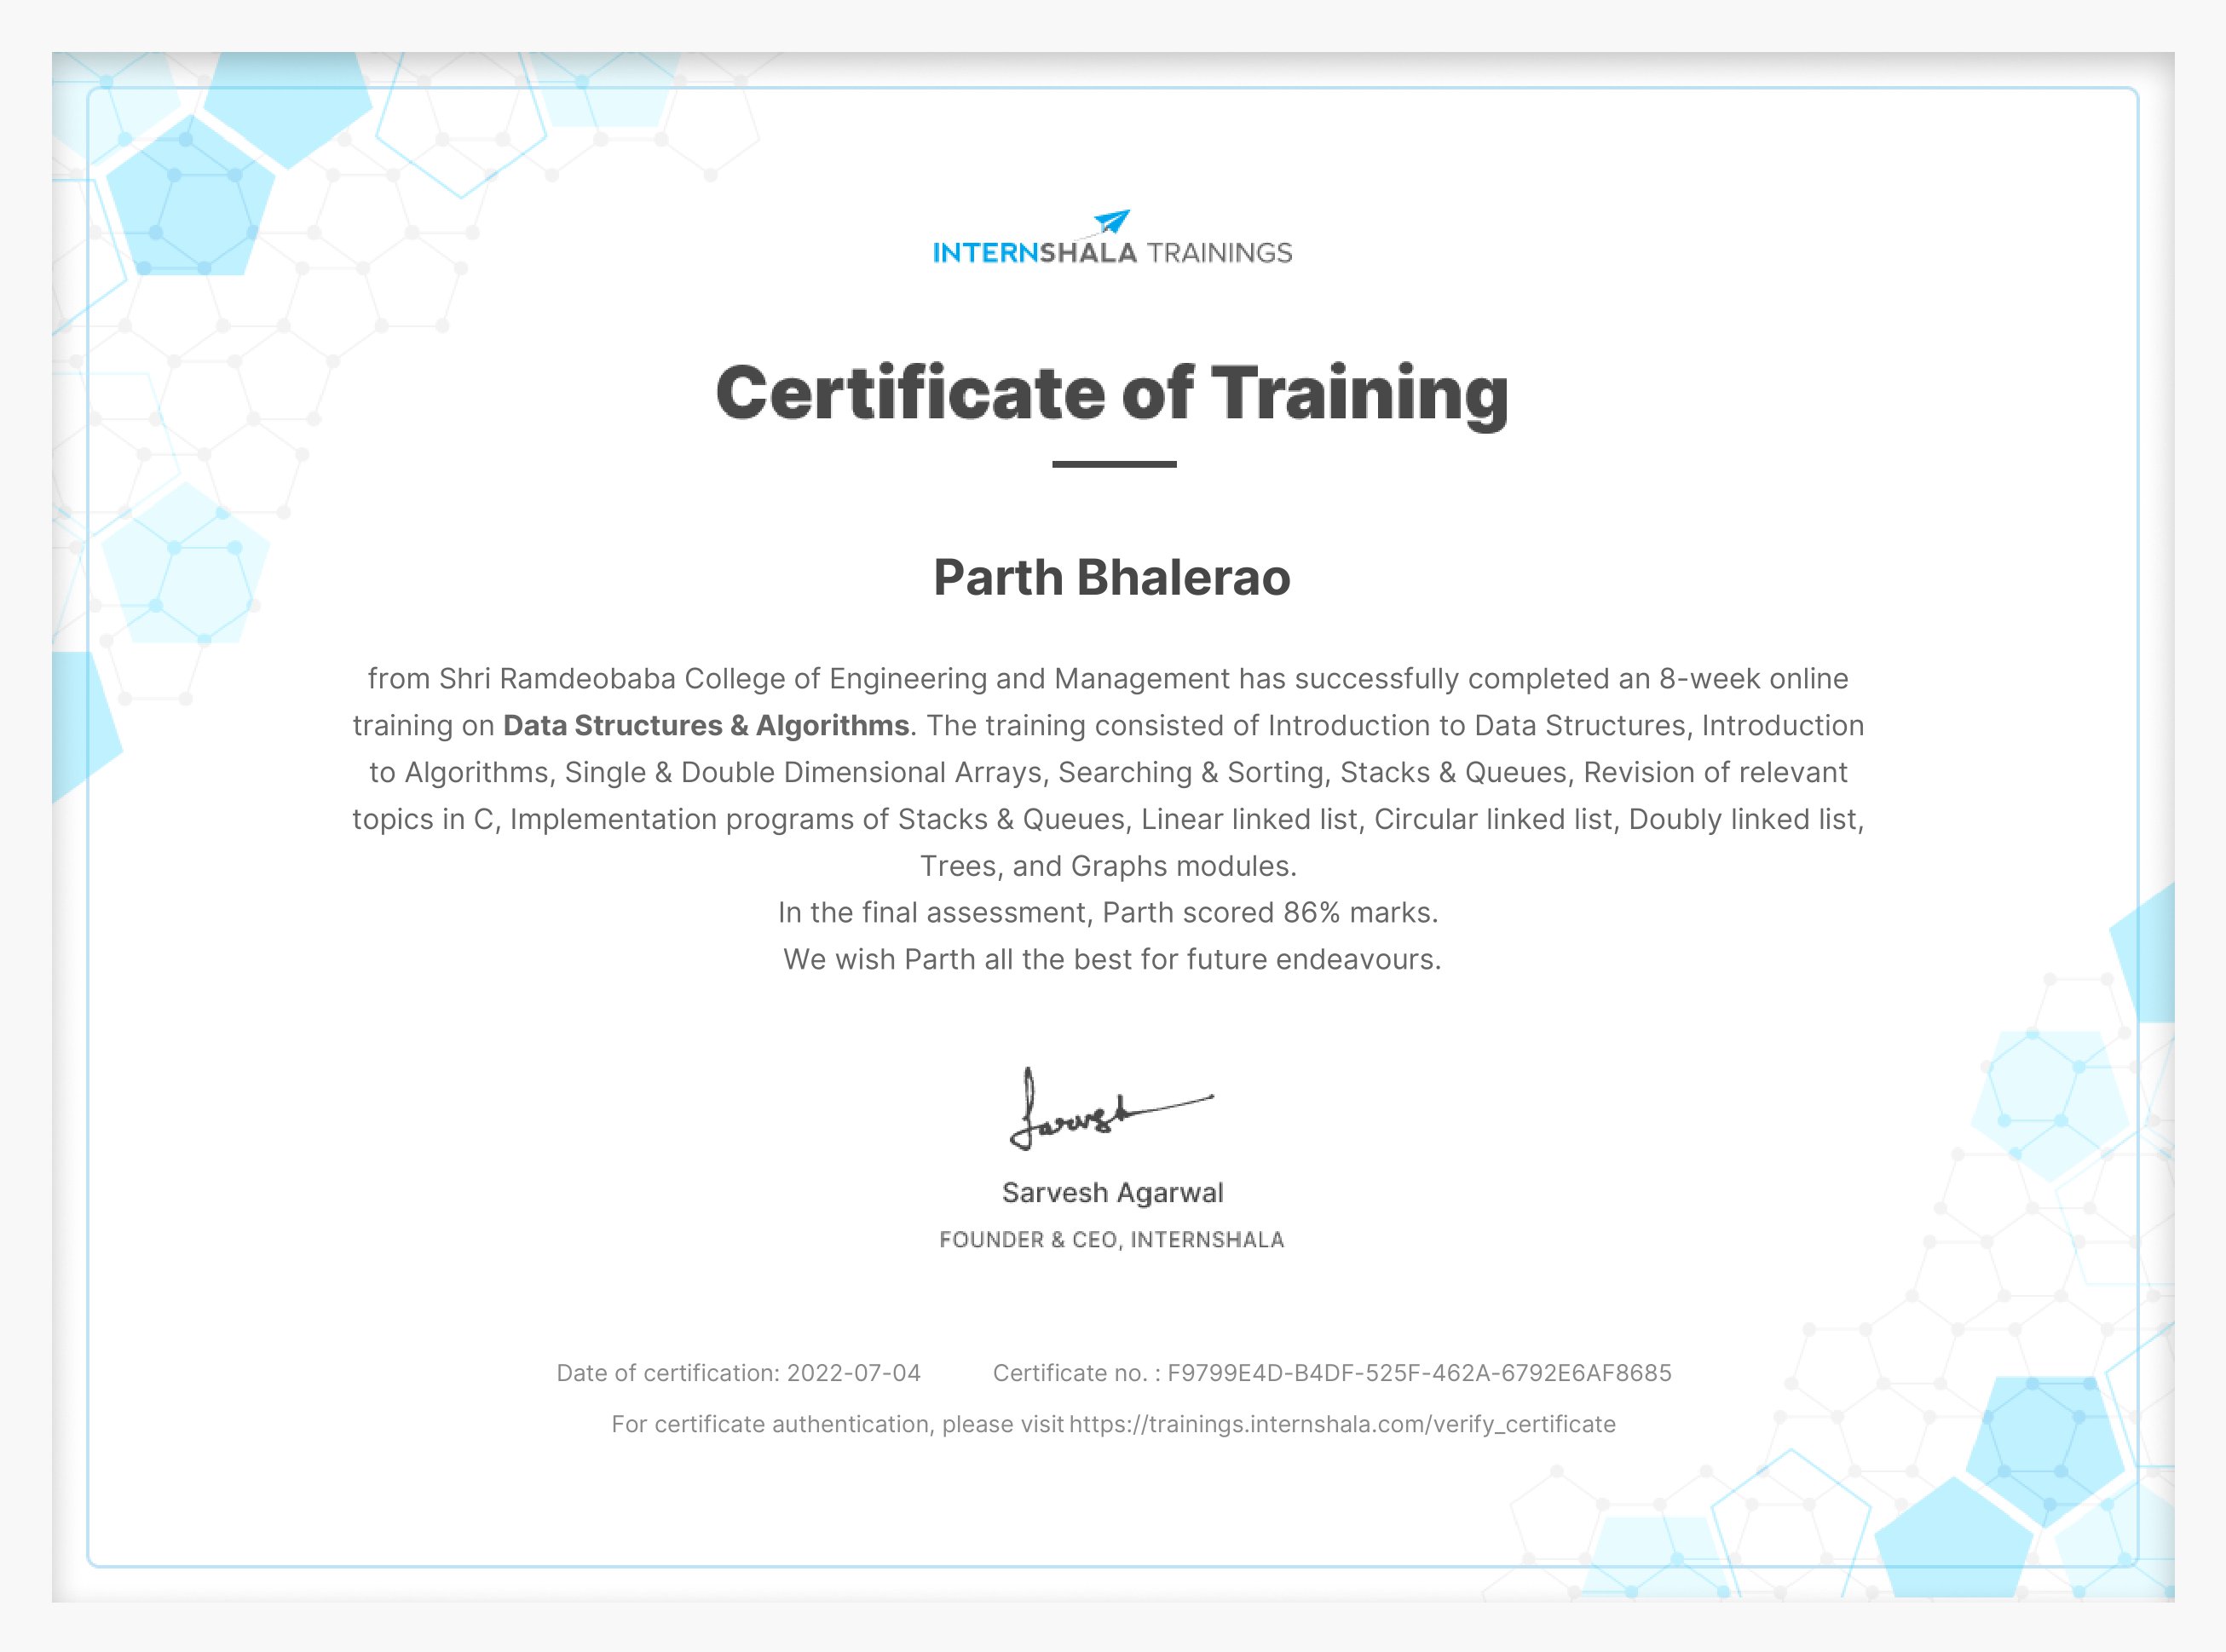 INTERNSHALA TRAININGS
Certificate of Training
Parth Bhalerao
from Shri Ramdeobaba College of Engineering and Management has successfully completed an 8-week online
training on Data Structures & Algorithms. The training consisted of Introduction to Data Structures, Introduction
to Algorithms, Single & Double Dimensional Arrays, Searching & Sorting, Stacks & Queues, Revision of relevant
topics in C, Implementation programs of Stacks & Queues, Linear linked list, Circular linked list, Doubly linked list,
Trees, and Graphs modules.
In the final assessment, Parth scored 86% marks.
We wish Parth all the best for future endeavours.
Sarvesh
Sarvesh Agarwal
FOUNDER & CEO, INTERNSHALA
Date of certification: 2022-07-04 Certificate no. : F9799E4D-B4DF-525F-462A-6792E6AF8685
For certificate authentication, please visit https://trainings.internshala.com/verify_certificate